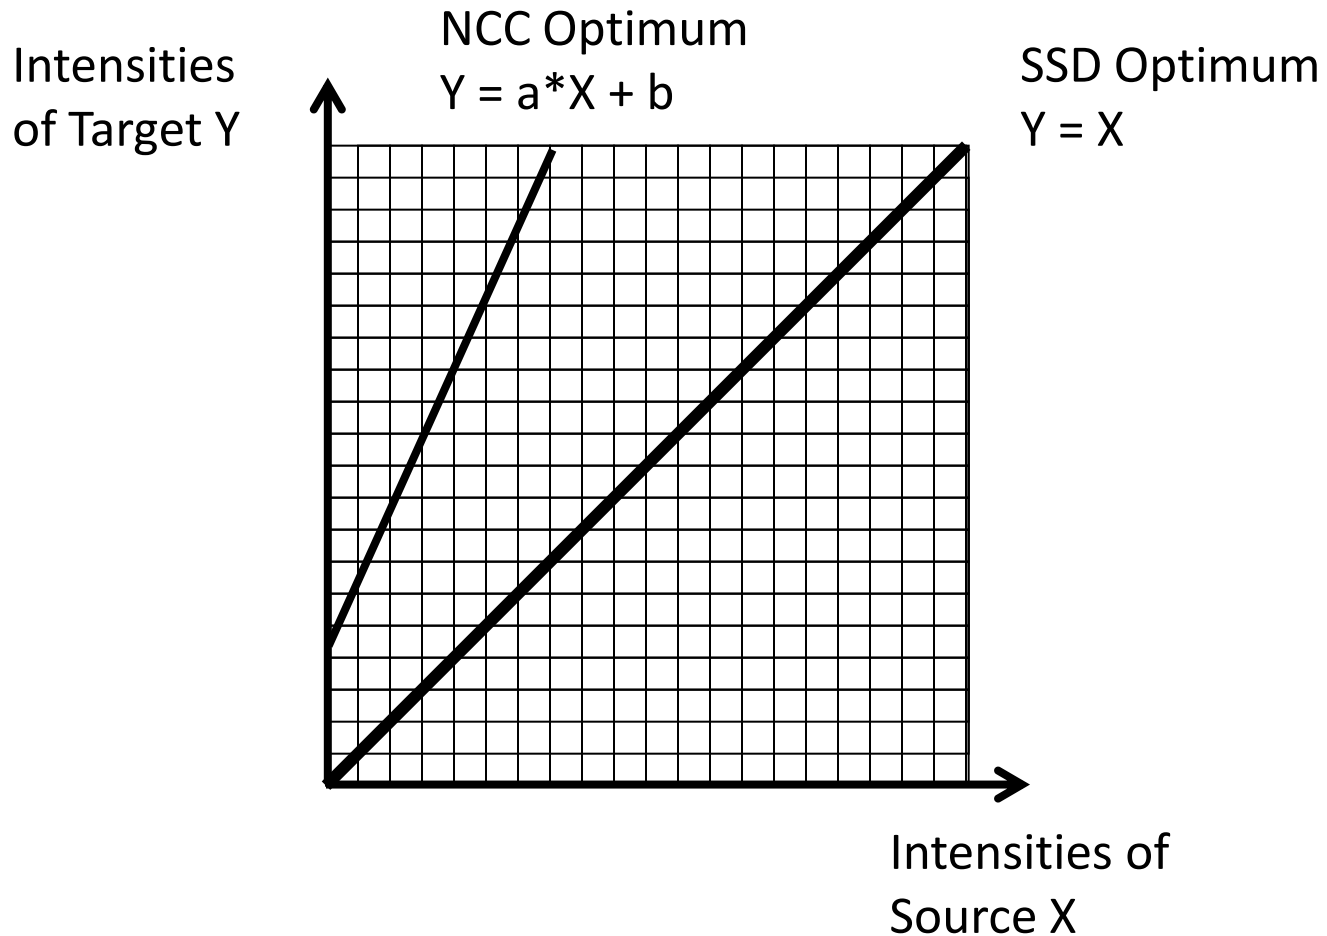 NCC Optimum
Y = a*X + b
Intensities
of Target Y
SSD Optimum
Y = X
Intensities of
Source X